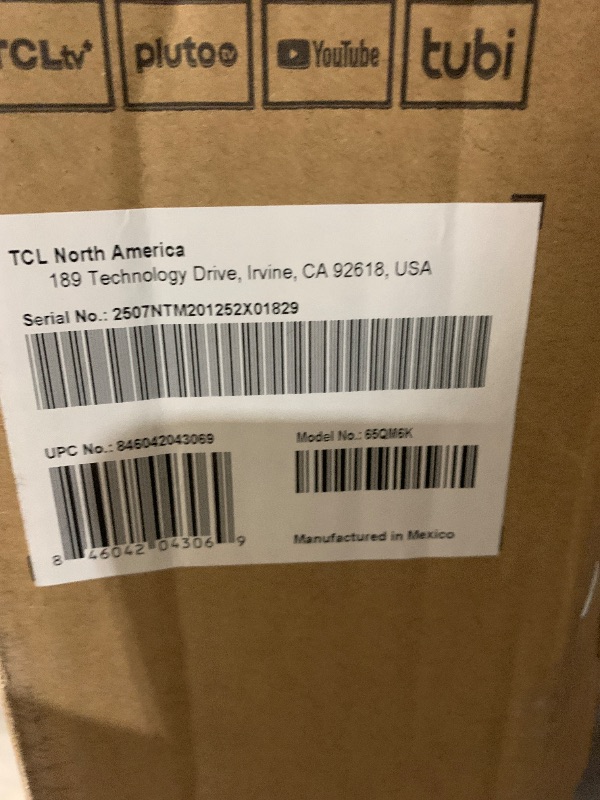 TCLtv+ pluto tv YouTube tubi
TCL North America
189 Technology Drive, Irvine, CA 92618, USA
Serial No.: 2507NTM201252X01829
UPC No.: 846042043069
Model No.: 65QM6K
8 46042 04306 9
Manufactured in Mexico